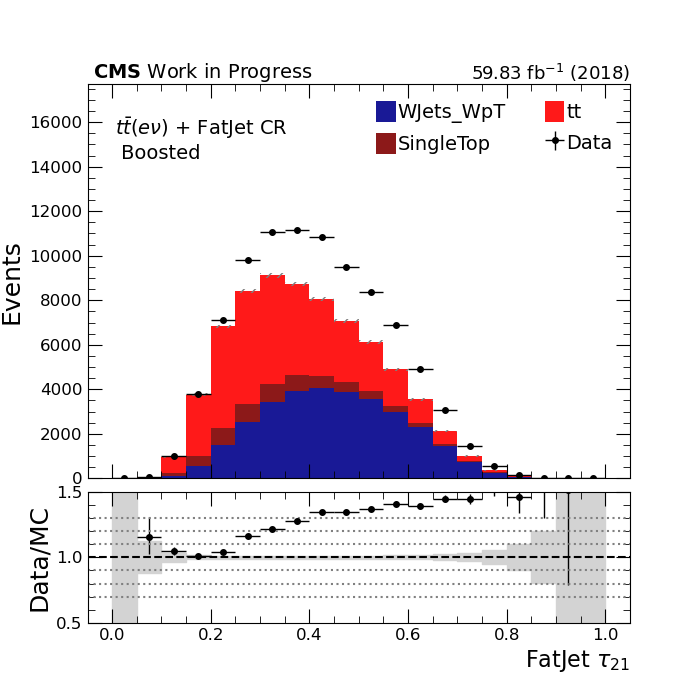 CMS Work in Progress 59.83 fb⁻¹ (2018)
tt̄(eν) + FatJet CR
Boosted
WJets_WpT tt
SingleTop Data
Events
16000
14000
12000
10000
8000
6000
4000
2000
0
Data/MC
1.5
1.0
0.5
0.0 0.2 0.4 0.6 0.8 1.0
FatJet τ₂₁